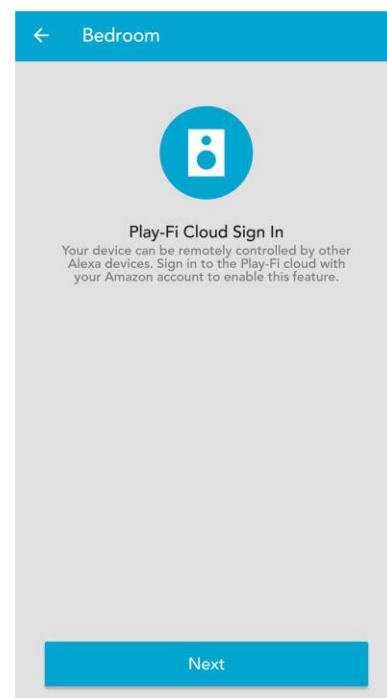 Bedroom
Play-Fi Cloud Sign In
Your device can be remotely controlled by other
Alexa devices. Sign in to the Play-Fi cloud with
your Amazon account to enable this feature.
Next